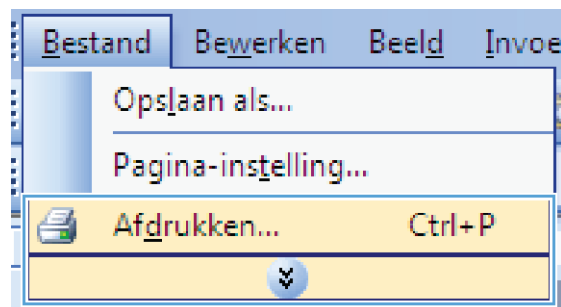 Bestand Bewerken Beeld Invoe
Opslaan als...
Pagina-instelling...
Afdrukken... Ctrl+P